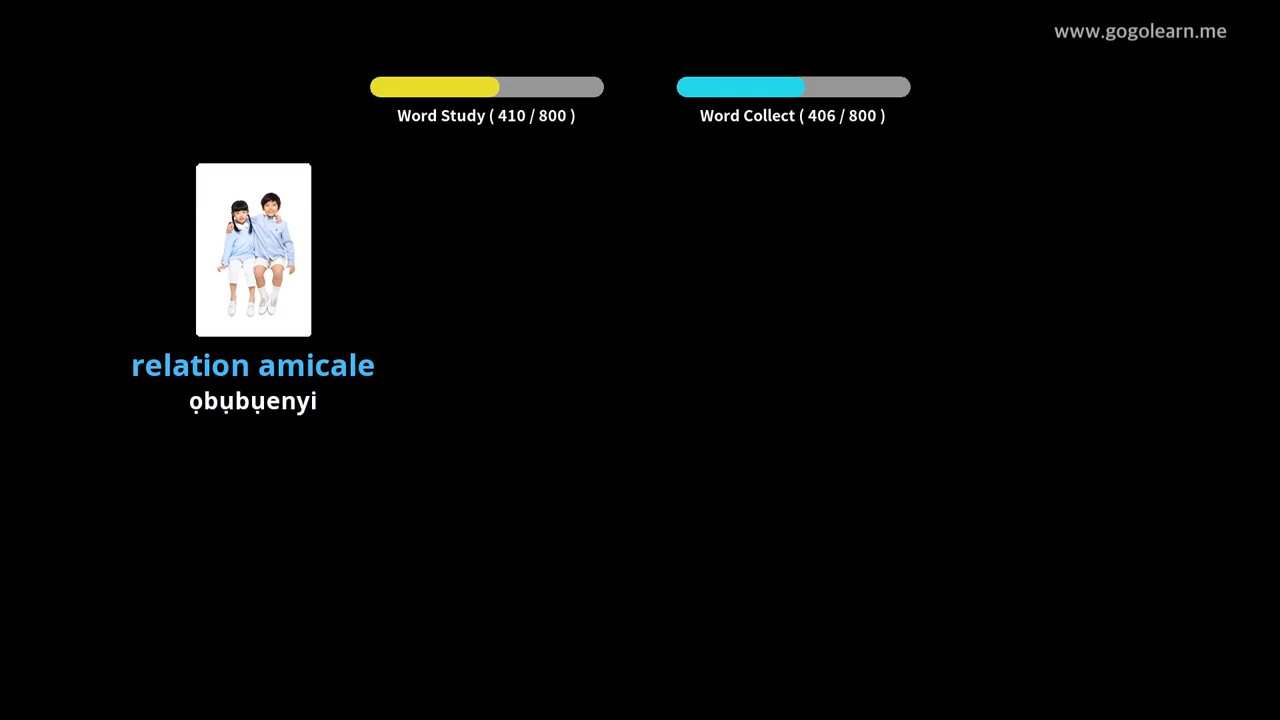 www.gogolearn.me
Word Study ( 410 / 800 )
Word Collect ( 406 / 800 )
relation amicale
ọbụbụenyi